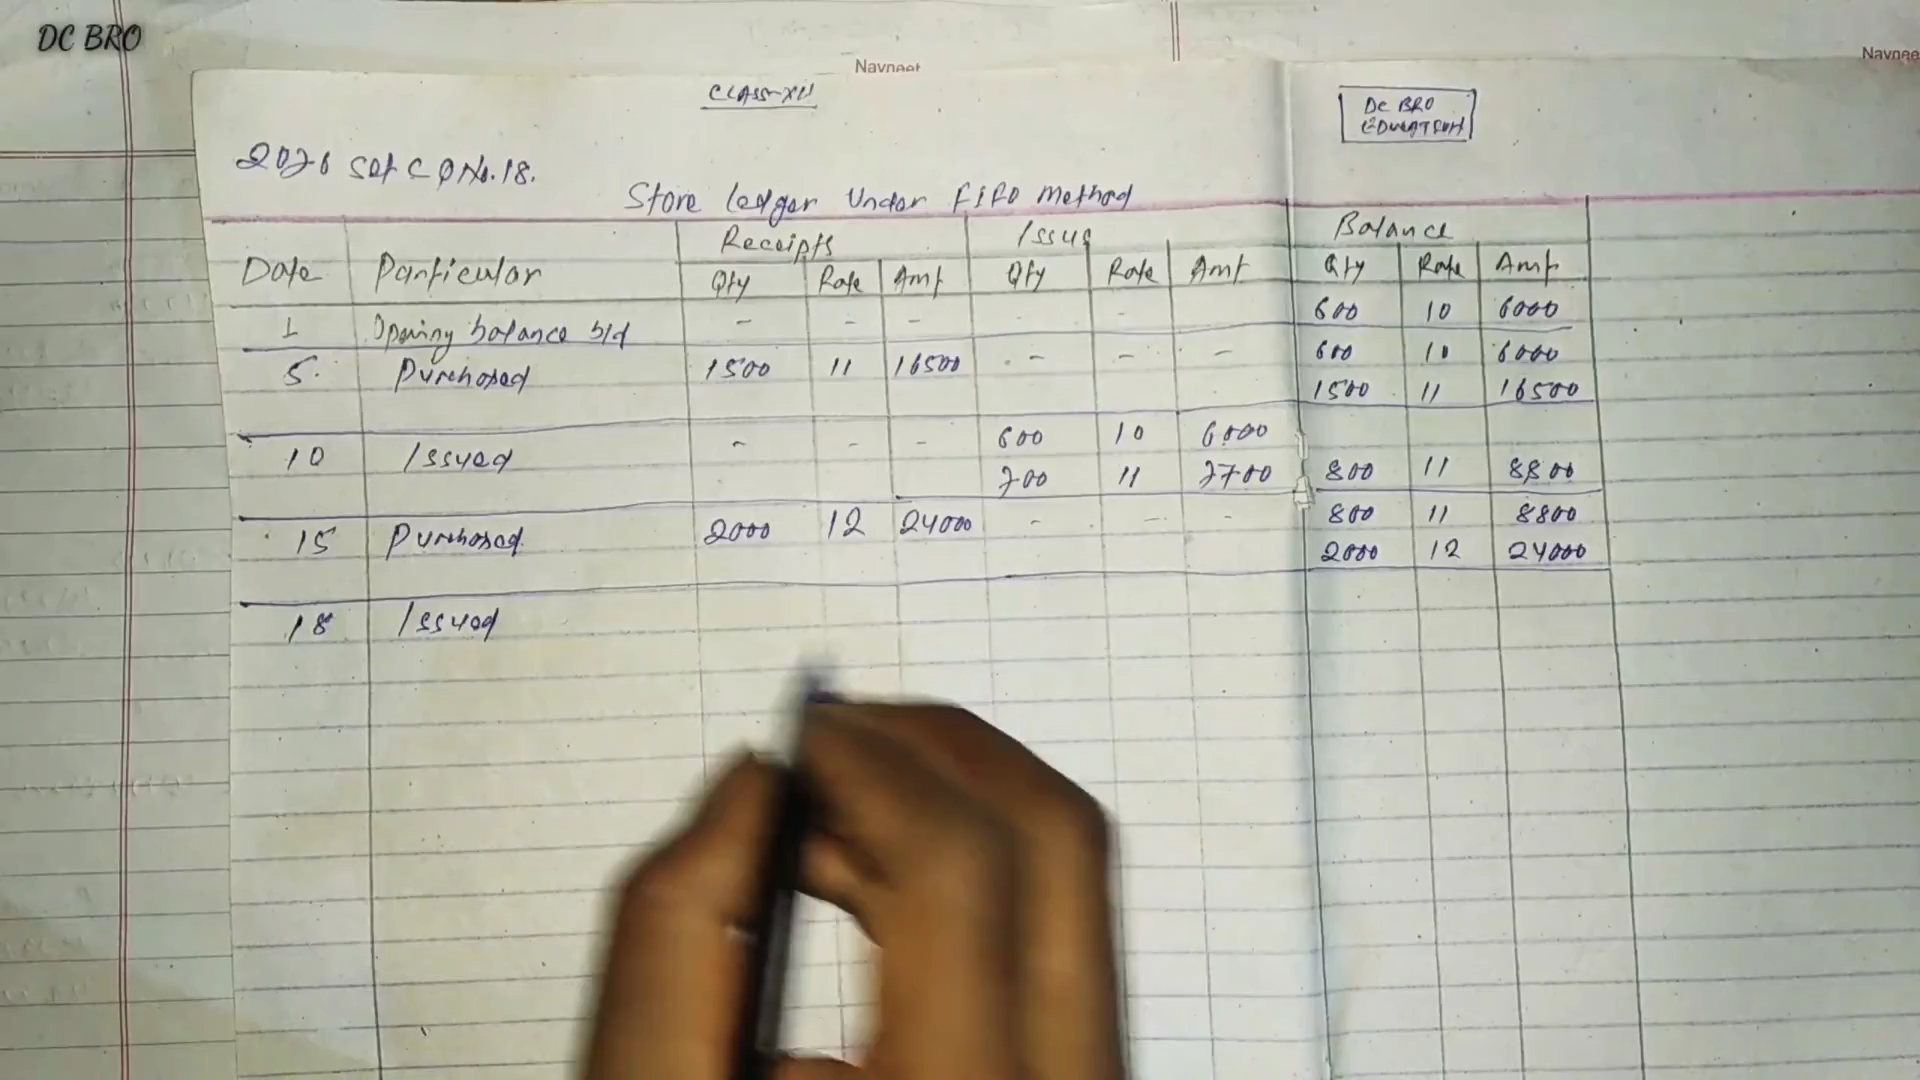 DC BRO
Navneet
Navnee
CLASS-XII
DC BRO
EDUCATION
2076 Set C Q No. 18.
Store Ledger Under FIFO Method
Date Particular Receipts Issue Balance
Qty Rate Amt Qty Rate Amt Qty Rate Amt
1 Opening balance b/d - - - - 600 10 6000
5. Purchased 1500 11 16500 - - - 600 10 6000
1500 11 16500
10 Issued - - - 600 10 6000
700 11 7700 800 11 8800
15 Purchased 2000 12 24000 - - - 800 11 8800
2000 12 24000
18 Issued